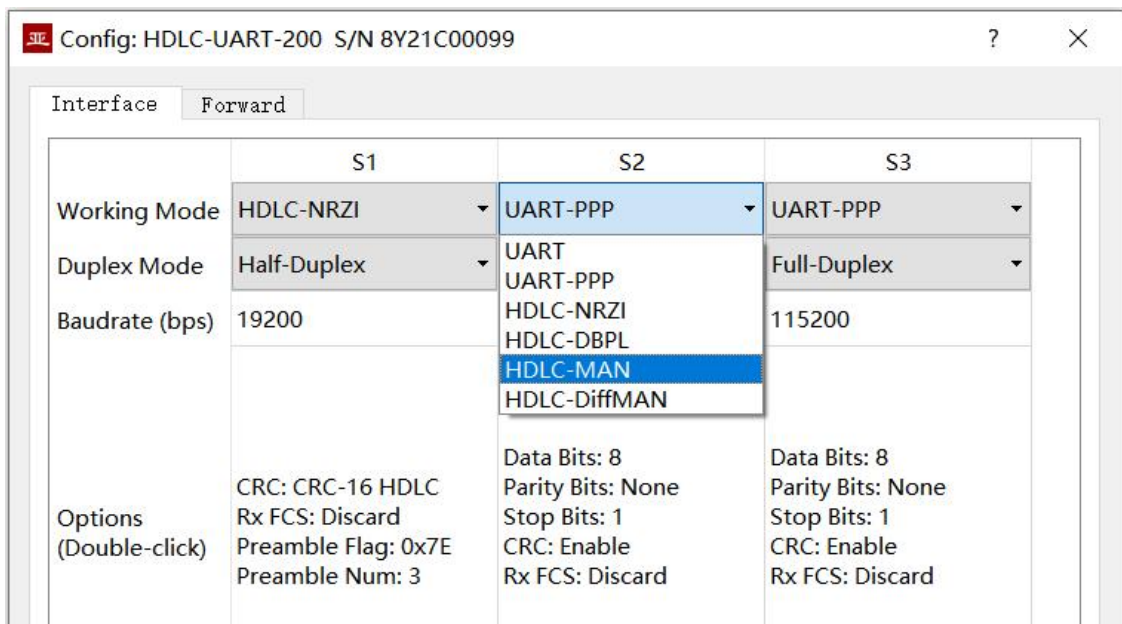 亚 Config: HDLC-UART-200 S/N 8Y21C00099 ?
Interface Forward
S1 S2 S3
Working Mode HDLC-NRZI UART-PPP UART-PPP
Duplex Mode Half-Duplex Full-Duplex
Baudrate (bps) 19200 115200
UART
UART-PPP
HDLC-NRZI
HDLC-DBPL
HDLC-MAN
HDLC-DiffMAN
Options
(Double-click)
CRC: CRC-16 HDLC
Rx FCS: Discard
Preamble Flag: 0x7E
Preamble Num: 3
Data Bits: 8
Parity Bits: None
Stop Bits: 1
CRC: Enable
Rx FCS: Discard
Data Bits: 8
Parity Bits: None
Stop Bits: 1
CRC: Enable
Rx FCS: Discard